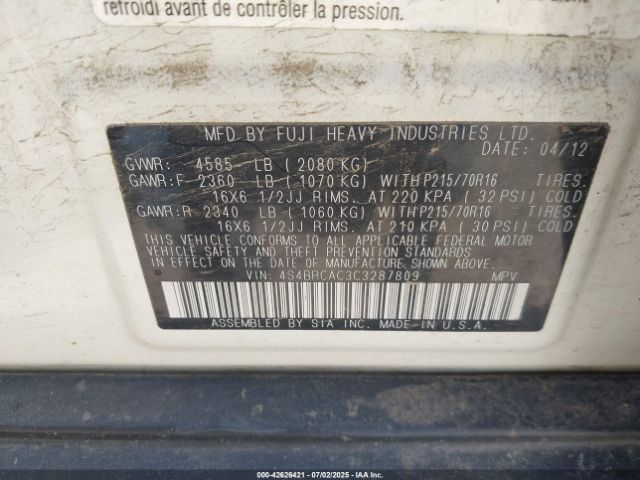 refroidi avant de contrôler la pression.
MFD BY FUJI HEAVY INDUSTRIES LTD.
DATE: 04/12
GVWR: 4585 LB (2080 KG)
GAWR:F 2360 LB (1070 KG) WITH P215/70R16 TIRES.
16X6 1/2JJ RIMS. AT 220 KPA (32 PSI) COLD
GAWR:R 2340 LB (1060 KG) WITH P215/70R16 TIRES.
16X6 1/2JJ RIMS. AT 210 KPA (30 PSI) COLD
THIS VEHICLE CONFORMS TO ALL APPLICABLE FEDERAL MOTOR
VEHICLE SAFETY AND THEFT PREVENTION STANDARDS
IN EFFECT ON THE DATE OF MANUFACTURE SHOWN ABOVE.
VIN: 4S4BRCAC3C3287809 MPV
ASSEMBLED BY SIA INC. MADE IN U.S.A.
000-42626421 - 07/02/2025 - IAA Inc.